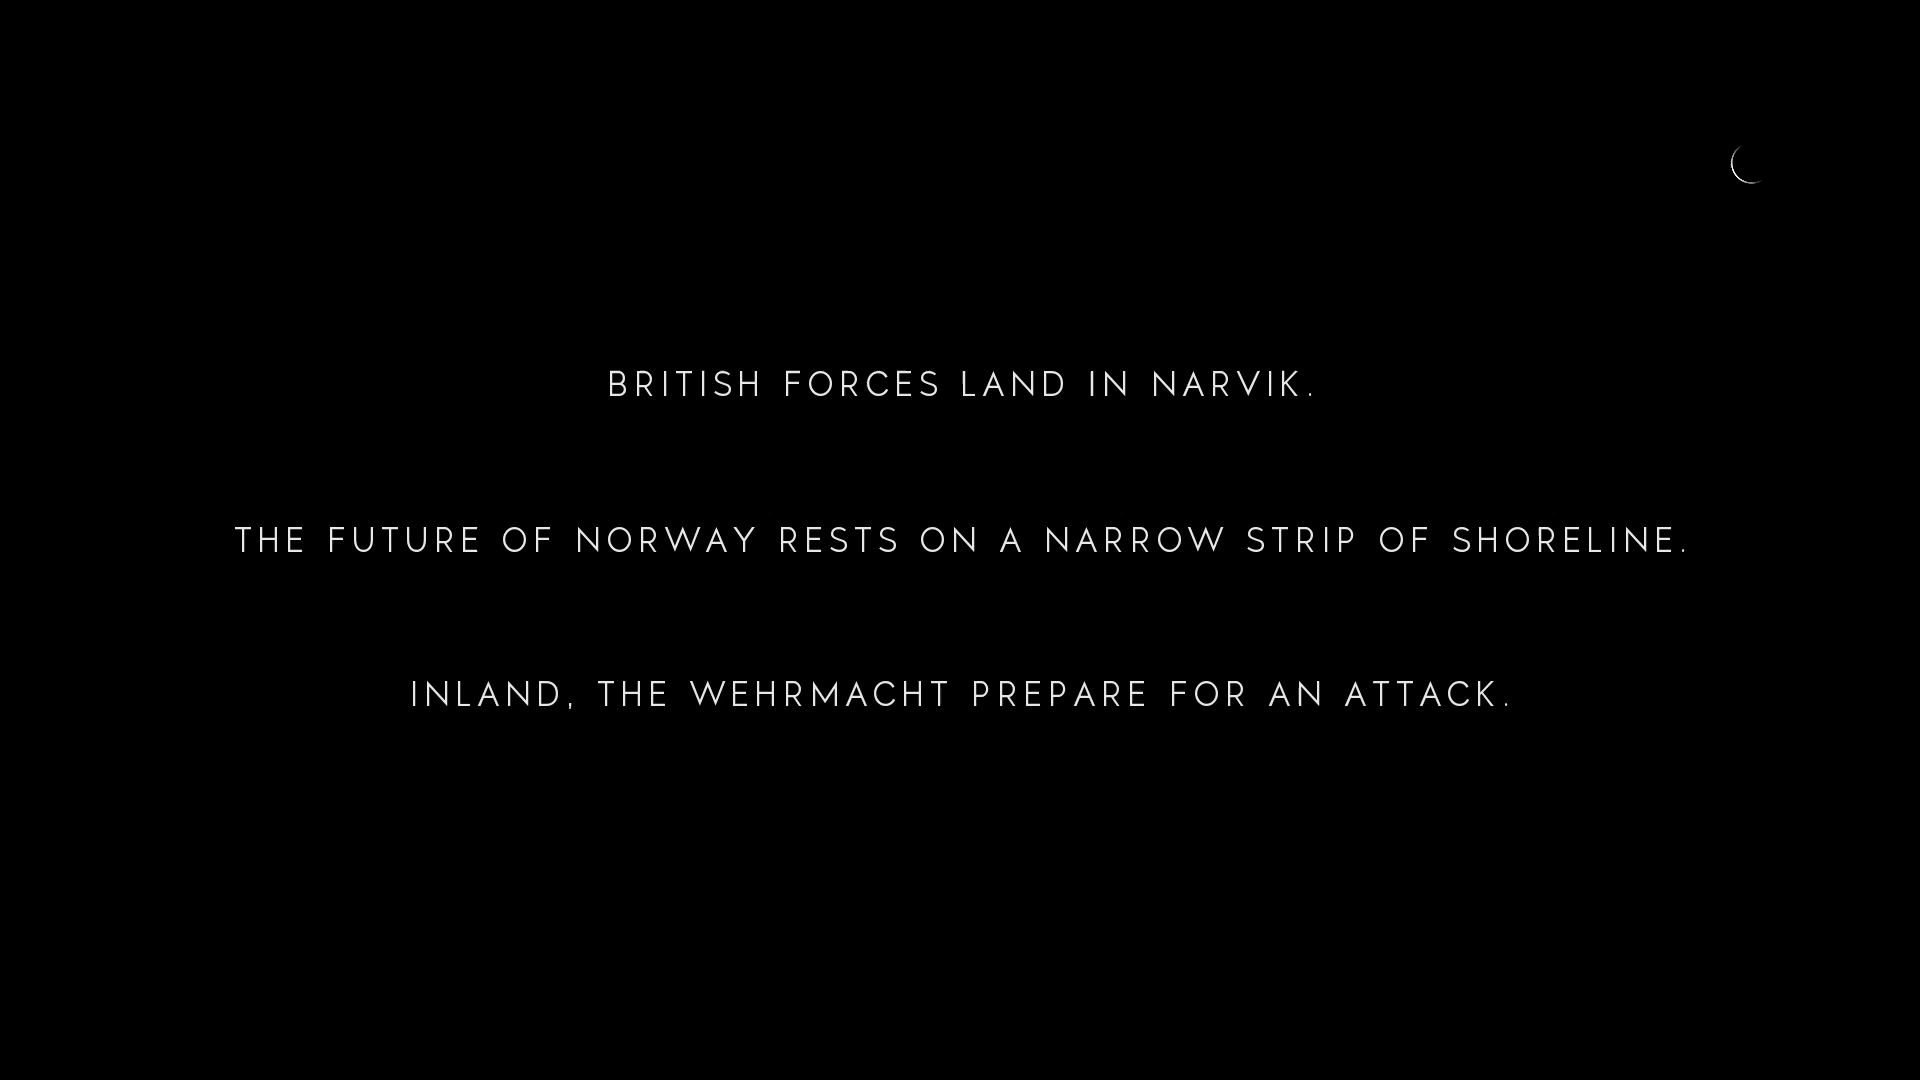 BRITISH FORCES LAND IN NARVIK.
THE FUTURE OF NORWAY RESTS ON A NARROW STRIP OF SHORELINE.
INLAND, THE WEHRMACHT PREPARE FOR AN ATTACK.